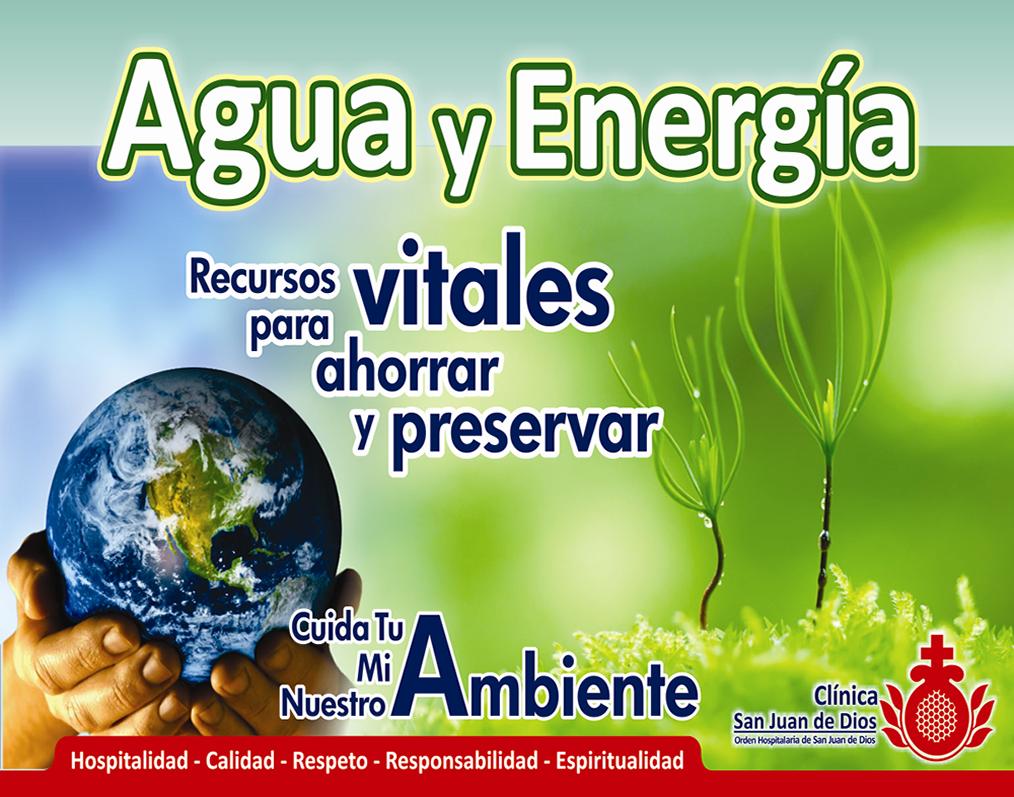 Agua y Energía
Recursos vitales
para
ahorrar
y preservar
Cuida Tu
Mi
Nuestro Ambiente
Clínica
San Juan de Dios
Orden Hospitalaria de San Juan de Dios
Hospitalidad - Calidad - Respeto - Responsabilidad - Espiritualidad